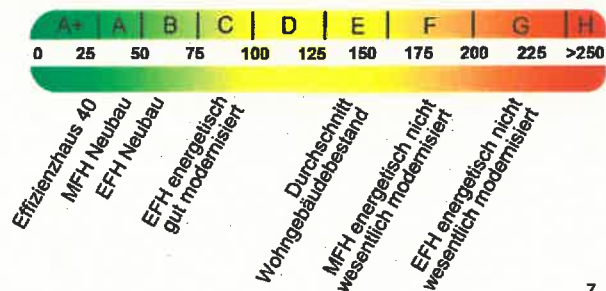 A+ A B C D E F G H
0 25 50 75 100 125 150 175 200 225 >250
Effizienzhaus 40
MFH Neubau
EFH Neubau
EFH energetisch
gut modernisiert
Durchschnitt
Wohngebäudebestand
MFH energetisch nicht
wesentlich modernisiert
EFH energetisch nicht
wesentlich modernisiert
7